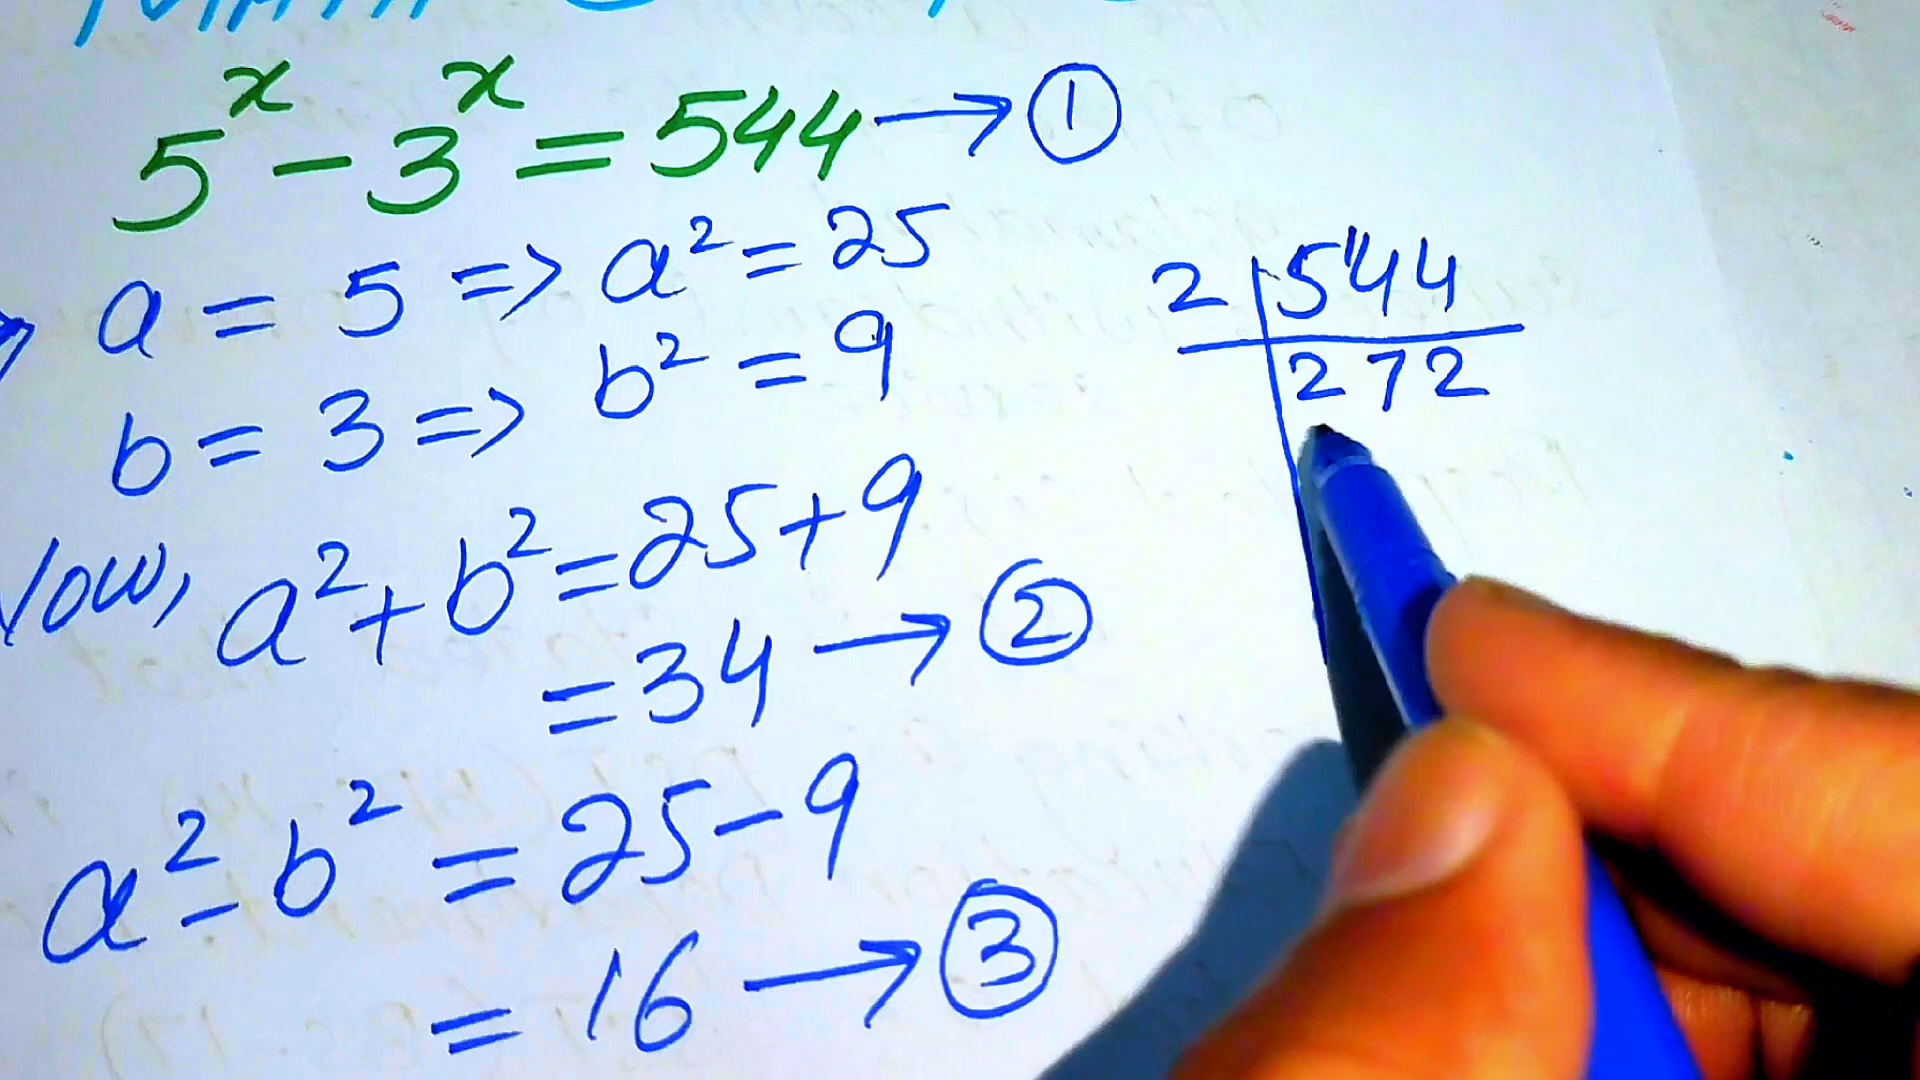 5^x - 3^x = 544 → ①
a = 5 => a² = 25
b = 3 => b² = 9
a² + b² = 25 + 9
= 34 → ②
a² - b² = 25 - 9
= 16 → ③
2 | 544
272